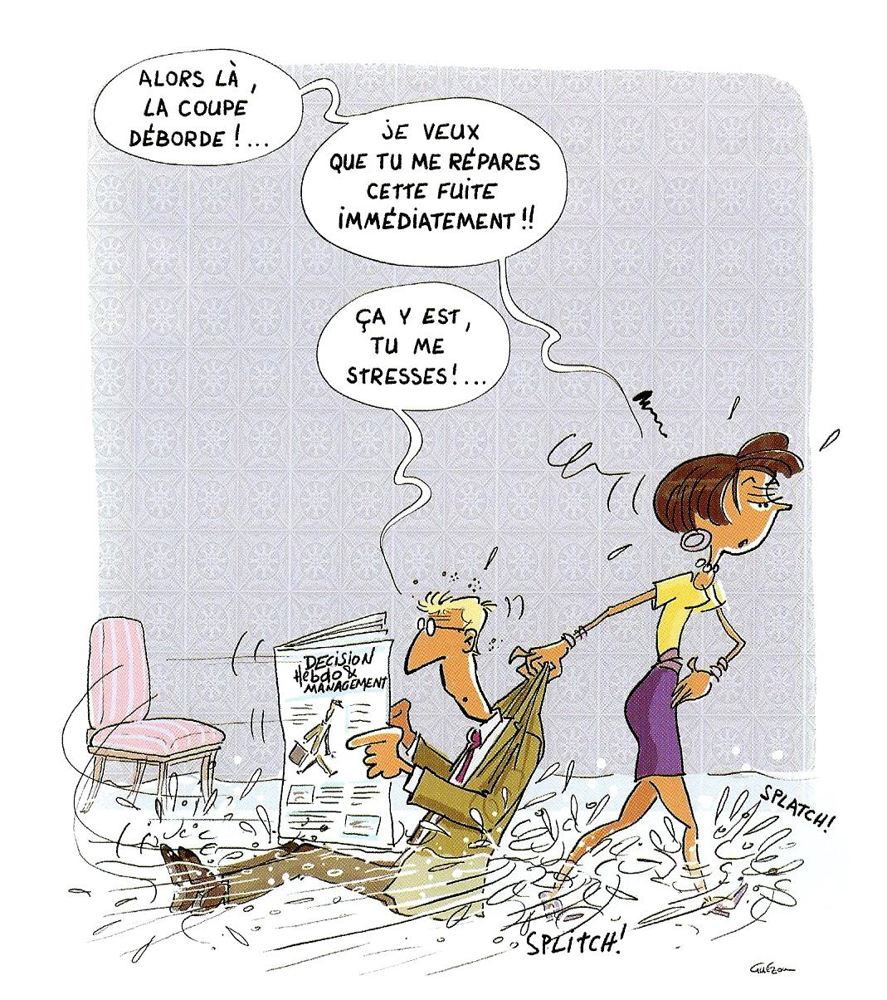 ALORS LÀ,
LA COUPE
DÉBORDE !...
JE VEUX
QUE TU ME RÉPARES
CETTE FUITE
IMMÉDIATEMENT !!
ÇA Y EST,
TU ME
STRESSES !...
DECISION
Hebdo &
MANAGEMENT
SPLATCH!
SPLITCH!
GUÉZOU